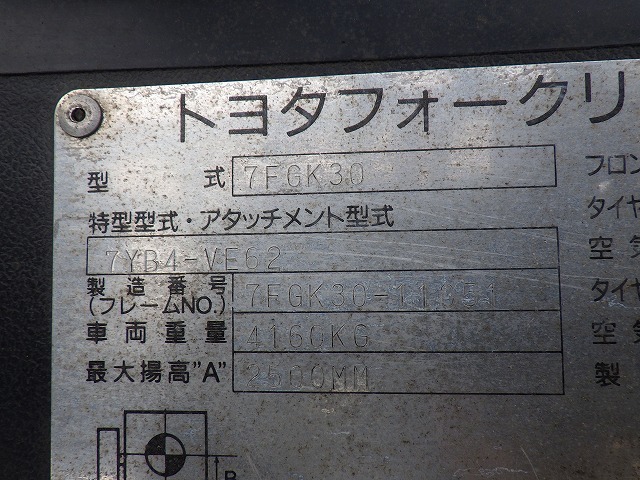 トヨタフォークリ
型 式 7FGK30
特型型式・アタッチメント型式
7YB4-VE62
製造番号
(フレームNO.)
車両重量 4160KG
最大揚高"A" 2500MM
B
フロン
タイヤ
空気
タイヤ
空気
製